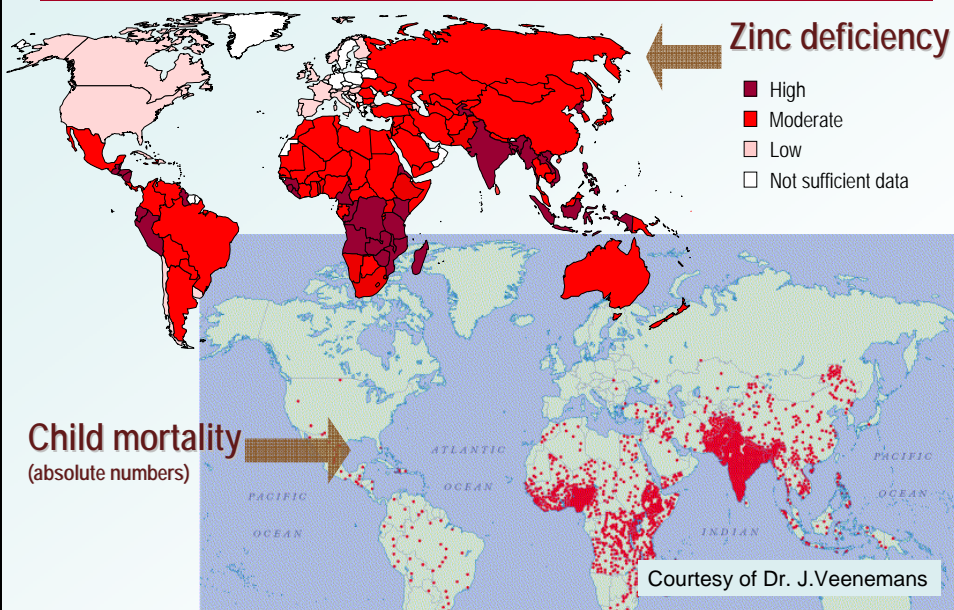 Zinc deficiency
High
Moderate
Low
Not sufficient data
Child mortality
(absolute numbers)
ATLANTIC
OCEAN
PACIFIC
OCEAN
PACIFIC
OCEAN
INDIAN
Courtesy of Dr. J.Veenemans